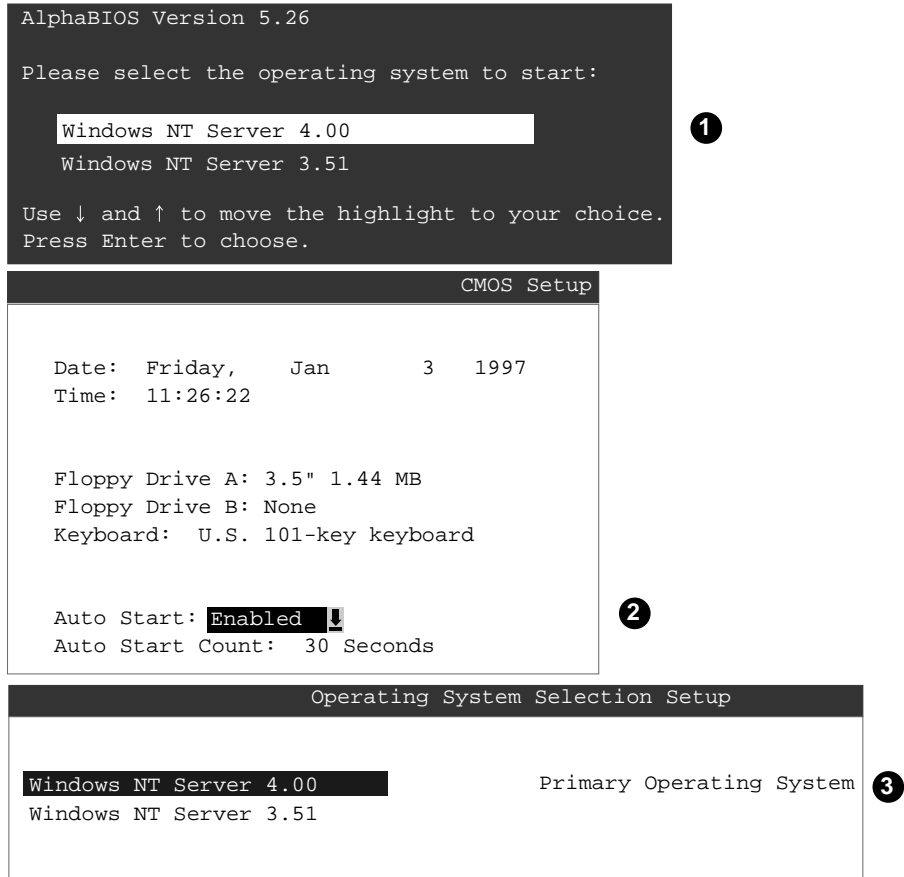 AlphaBIOS Version 5.26
Please select the operating system to start:
Windows NT Server 4.00
1
Windows NT Server 3.51
Use ↓ and ↑ to move the highlight to your choice.
Press Enter to choose.
CMOS Setup
Date: Friday, Jan 3 1997
Time: 11:26:22
Floppy Drive A: 3.5" 1.44 MB
Floppy Drive B: None
Keyboard: U.S. 101-key keyboard
Auto Start: Enabled ↓
2
Auto Start Count: 30 Seconds
Operating System Selection Setup
Windows NT Server 4.00 Primary Operating System
3
Windows NT Server 3.51